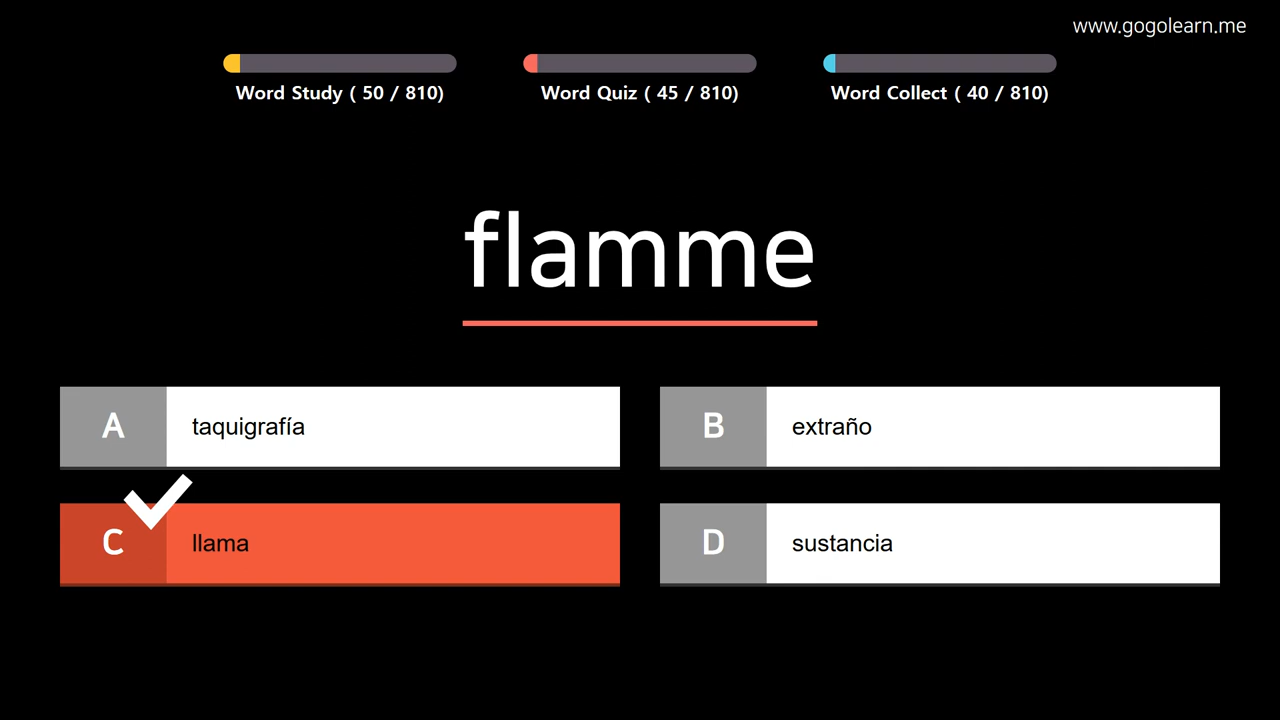 www.gogolearn.me
Word Study ( 50 / 810)
Word Quiz ( 45 / 810)
Word Collect ( 40 / 810)
flamme
A taquigrafía
B extraño
C llama
D sustancia